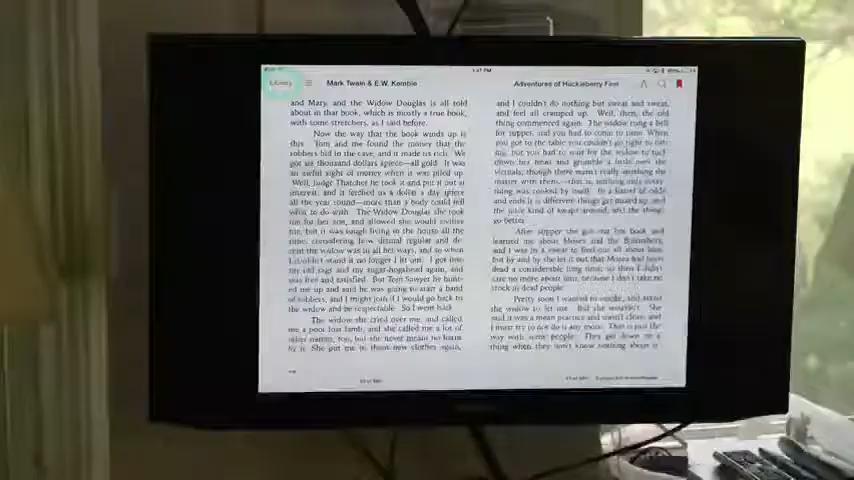 Library
Mark Twain & E.W. Kemble
Adventures of Huckleberry Finn
1:41 PM
and Mary, and the Widow Douglas is all told
about in that book, which is mostly a true book,
with some stretchers, as I said before.
Now the way that the book winds up is
this: Tom and me found the money that the
robbers hid in the cave, and it made us rich. We
got six thousand dollars apiece—all gold. It was
an awful sight of money when it was piled up.
Well, Judge Thatcher he took it and put it out at
interest, and it fetched us a dollar a day apiece
all the year round—more than a body could tell
what to do with. The Widow Douglas she took
me for her son, and allowed she would sivilize
me; but it was rough living in the house all the
time, considering how dismal regular and de-
cent the widow was in all her ways; and so when
I couldn't stand it no longer I lit out. I got into
my old rags and my sugar-hogshead again, and
was free and satisfied. But Tom Sawyer he hunt-
ed me up and said he was going to start a band
of robbers, and I might join if I would go back to
the widow and be respectable. So I went back.
The widow she cried over me, and called
me a poor lost lamb, and she called me a lot of
other names, too, but she never meant no harm
by it. She put me in them new clothes again,
and I couldn't do nothing but sweat and sweat,
and feel all cramped up. Well, then, the old
thing commenced again. The widow rung a bell
for supper, and you had to come to time. When
you got to the table you couldn't go right to eat-
ing, but you had to wait for the widow to tuck
down her head and grumble a little over the
victuals, though there warn't really anything the
matter with them,—that is, nothing only every-
thing was cooked by itself. In a barrel of odds
and ends it is different; things get mixed up, and
the juice kind of swaps around, and the things
go better.
After supper she got out her book and
learned me about Moses and the Bulrushers,
and I was in a sweat to find out all about him;
but by and by she let it out that Moses had been
dead a considerable long time; so then I didn't
care no more about him, because I don't take no
stock in dead people.
Pretty soon I wanted to smoke, and asked
the widow to let me. But she wouldn't. She
said it was a mean practice and wasn't clean, and
I must try to not do it any more. That is just the
way with some people. They get down on a
thing when they don't know nothing about it.